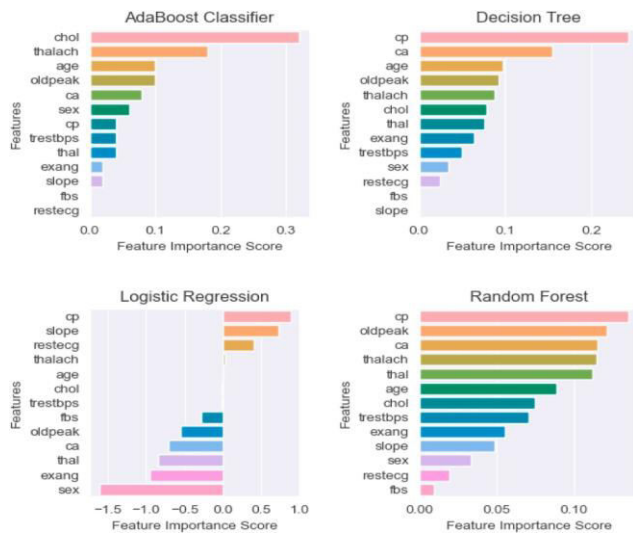 AdaBoost Classifier
chol
thalach
age
oldpeak
ca
sex
cp
trestbps
thal
exang
slope
fbs
restecg
Features
0.0 0.1 0.2 0.3
Feature Importance Score
Decision Tree
cp
ca
age
oldpeak
thalach
chol
thal
exang
trestbps
sex
restecg
fbs
slope
Features
0.0 0.1 0.2
Feature Importance Score
Logistic Regression
cp
slope
restecg
thalach
age
chol
trestbps
fbs
oldpeak
ca
thal
exang
sex
Features
−1.5 −1.0 −0.5 0.0 0.5 1.0
Feature Importance Score
Random Forest
cp
oldpeak
ca
thalach
thal
age
chol
trestbps
exang
slope
sex
restecg
fbs
Features
0.00 0.05 0.10
Feature Importance Score